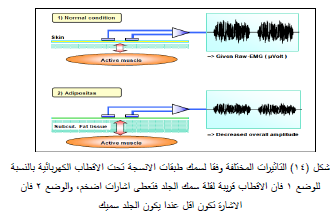 1) Normal condition
Skin
Active muscle
--> Given Raw-EMG ( µVolt )
2) Adipositas
Subcut. Fat tissue
Active muscle
--> Decreased overall amplitude
شكل (١٤) التاثيرات المختلفة وفقا لسمك طبقات الانسجة تحت الاقطاب الكهربائية بالنسبة
للوضع ١ فان الاقطاب قريبة لقلة سمك الجلد فتعطى اشارات اضخم، والوضع ٢ فان
الاشارة تكون اقل عندا يكون الجلد سميك